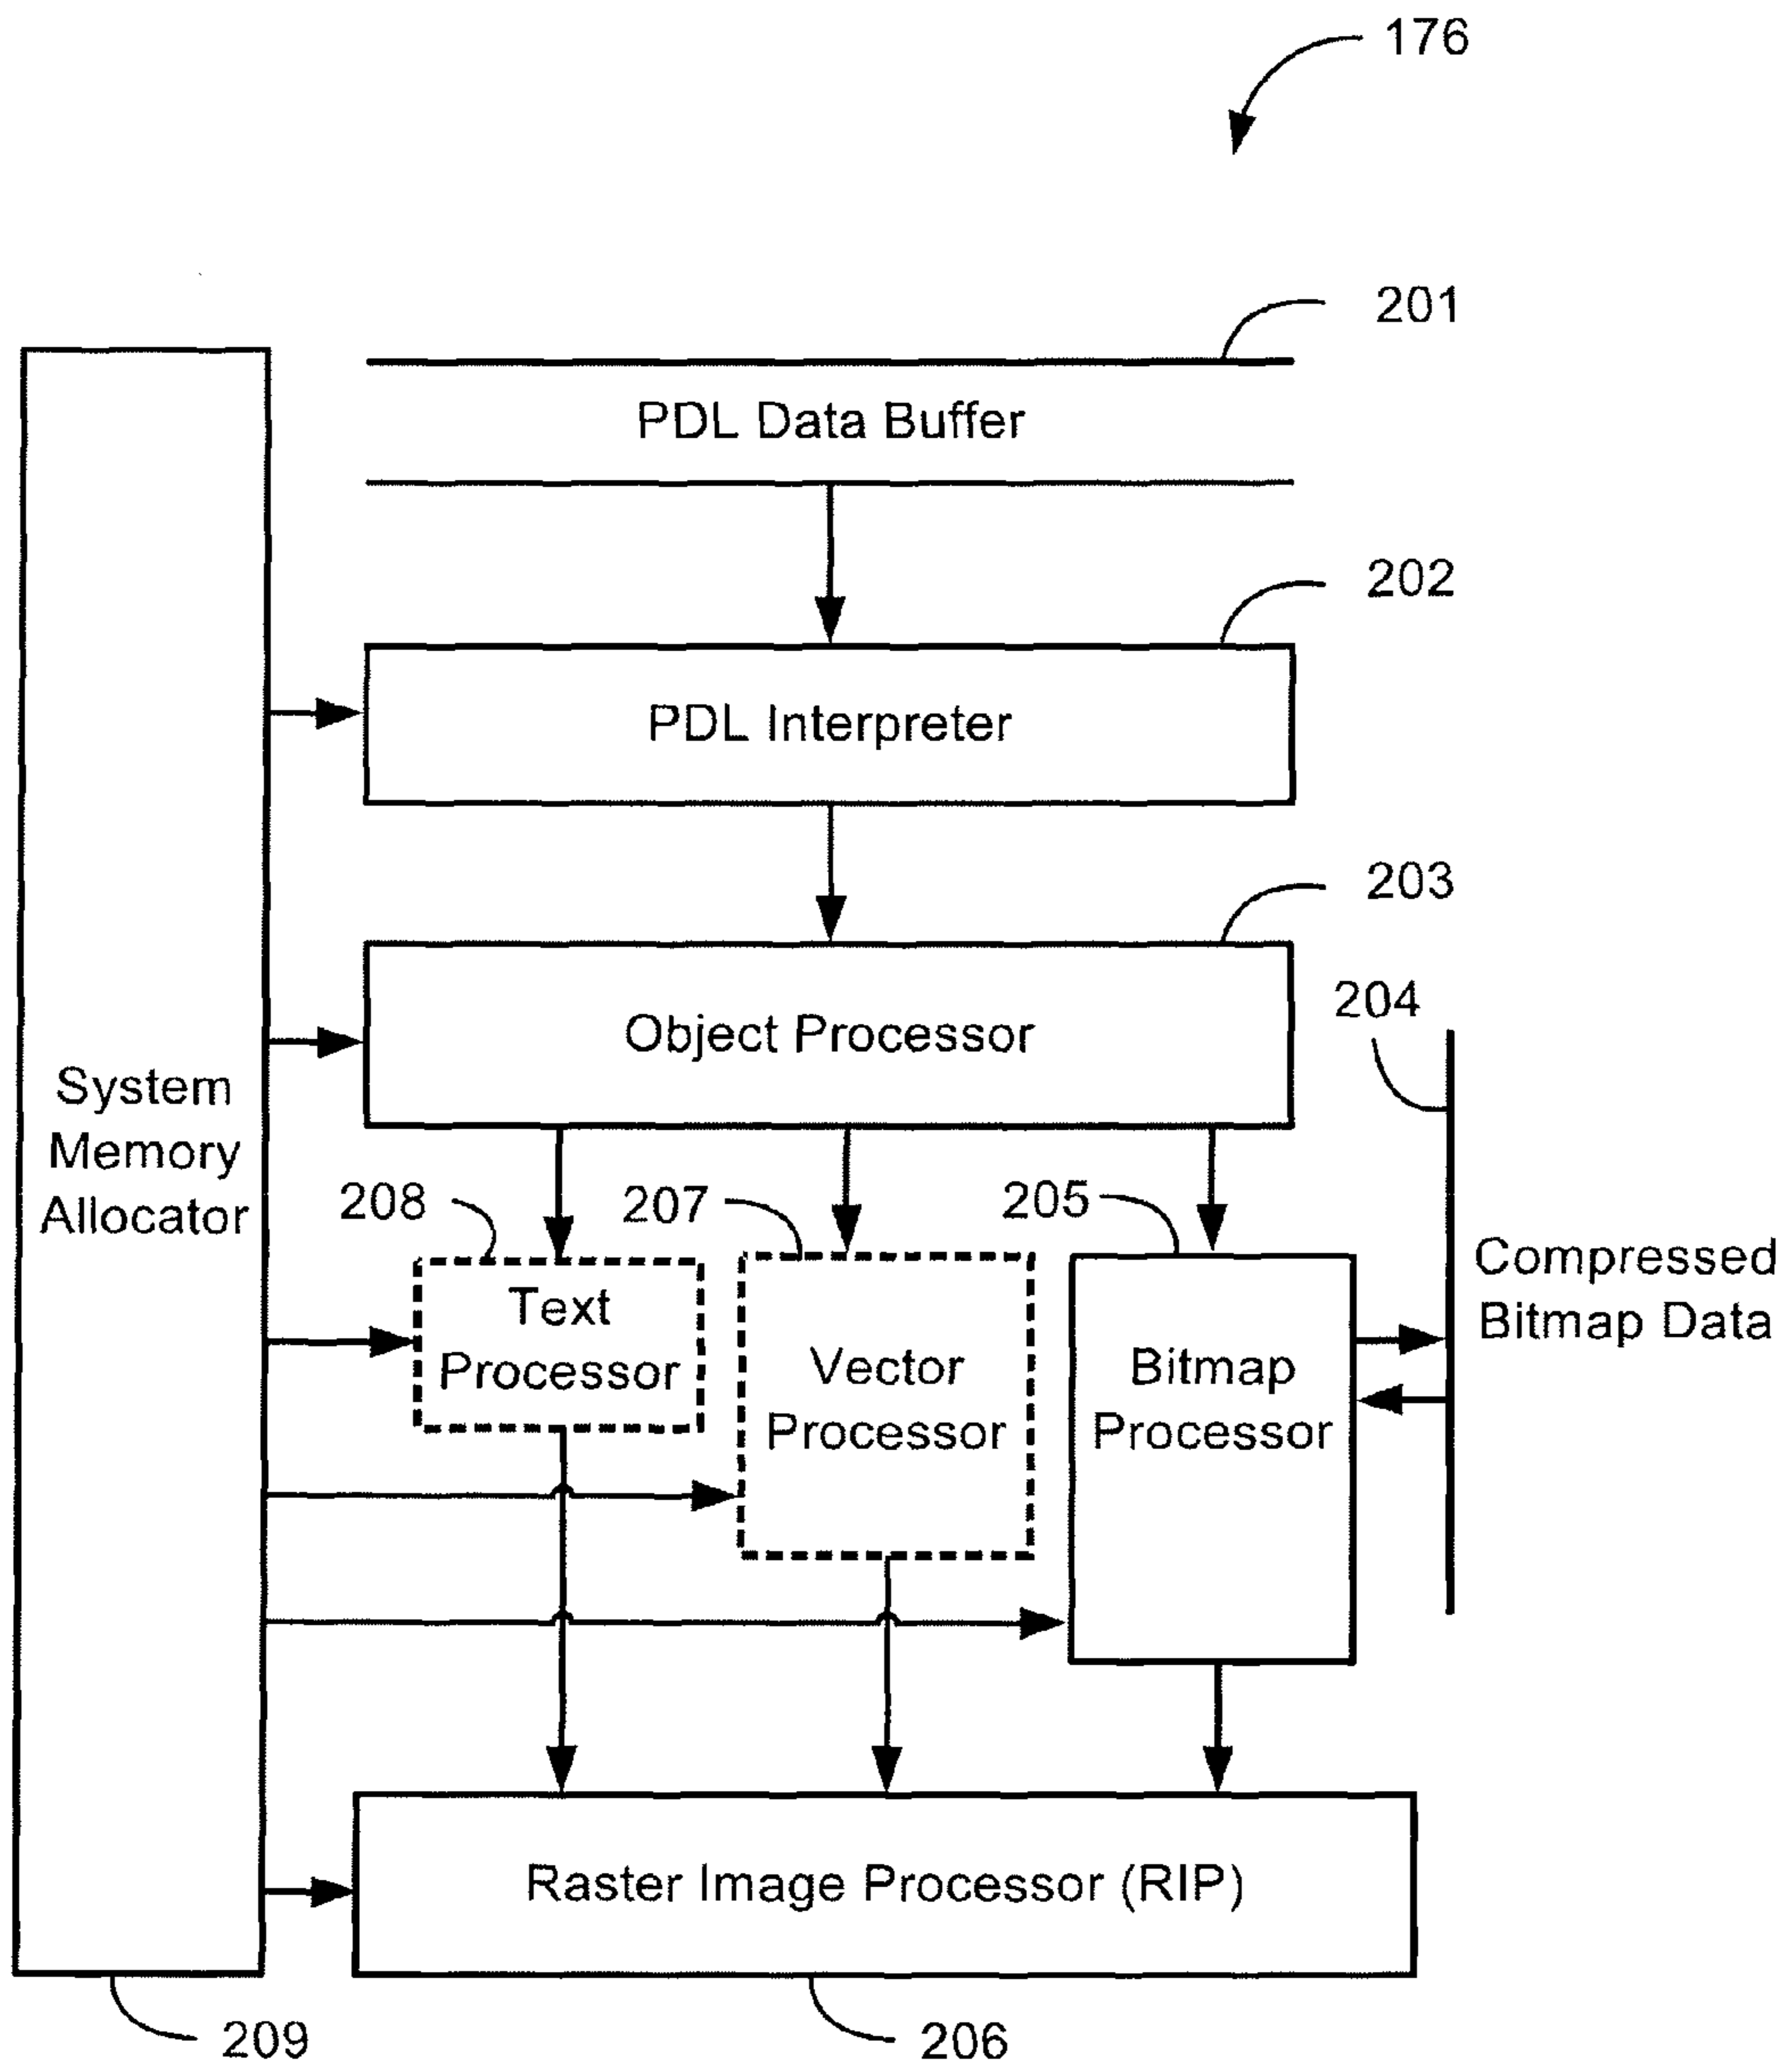 176
201
PDL Data Buffer
202
PDL Interpreter
203
Object Processor
204
System
Memory
Allocator
208
207
205
Compressed
Bitmap Data
Text
Processor
Vector
Processor
Bitmap
Processor
Raster Image Processor (RIP)
209
206